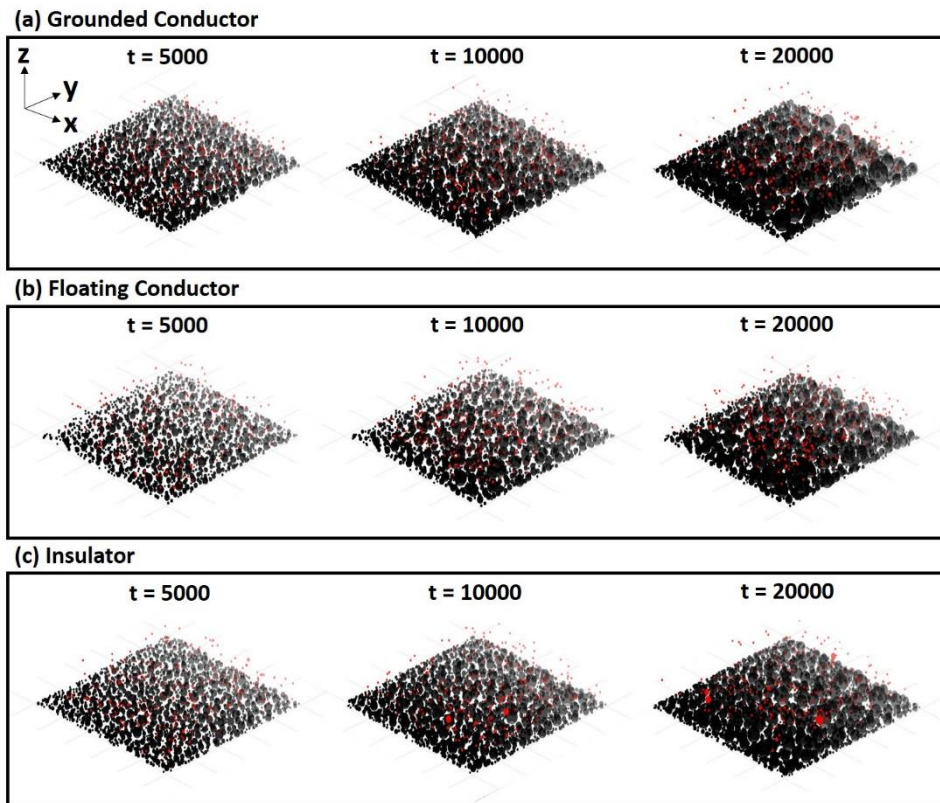 (a) Grounded Conductor
t = 5000
t = 10000
t = 20000
z
y
x
(b) Floating Conductor
t = 5000
t = 10000
t = 20000
(c) Insulator
t = 5000
t = 10000
t = 20000